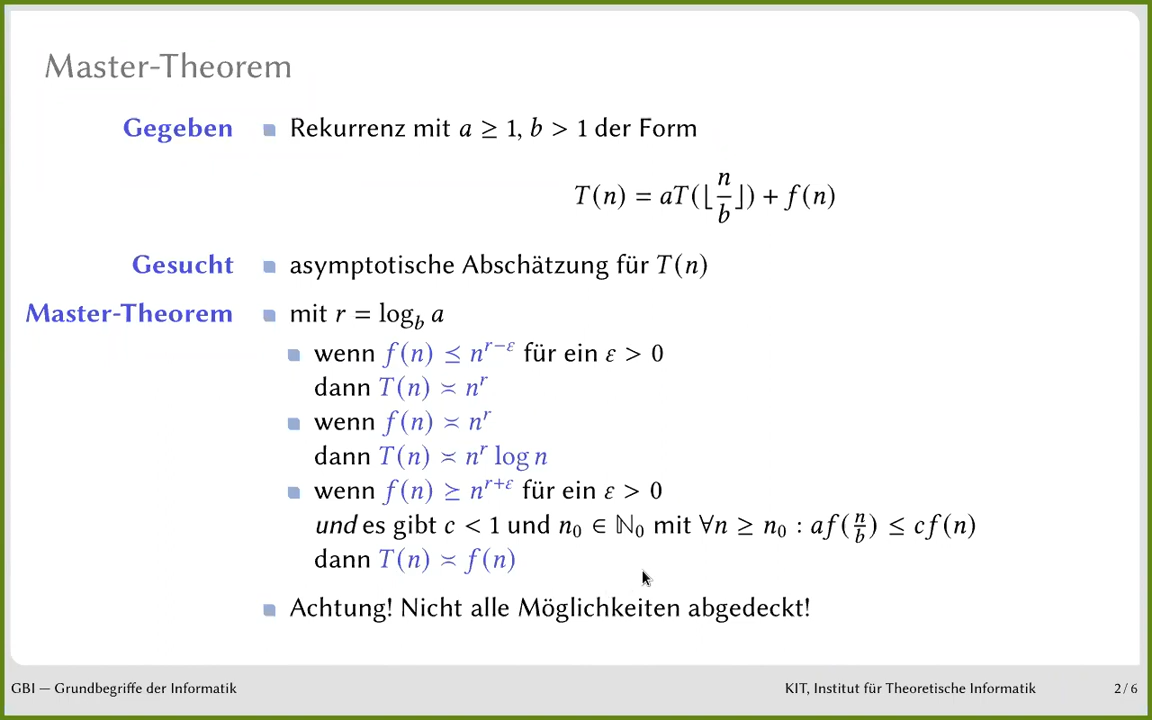 Master-Theorem
Gegeben ■ Rekurrenz mit a ≥ 1, b > 1 der Form
T(n) = aT(⌊n/b⌋) + f(n)
Gesucht ■ asymptotische Abschätzung für T(n)
Master-Theorem ■ mit r = log_b a
■ wenn f(n) ⪯ n^{r−ε} für ein ε > 0
dann T(n) ≍ n^r
■ wenn f(n) ≍ n^r
dann T(n) ≍ n^r log n
■ wenn f(n) ⪰ n^{r+ε} für ein ε > 0
und es gibt c < 1 und n₀ ∈ ℕ₀ mit ∀n ≥ n₀ : af(n/b) ≤ cf(n)
dann T(n) ≍ f(n)
■ Achtung! Nicht alle Möglichkeiten abgedeckt!
GBI — Grundbegriffe der Informatik KIT, Institut für Theoretische Informatik 2 / 6